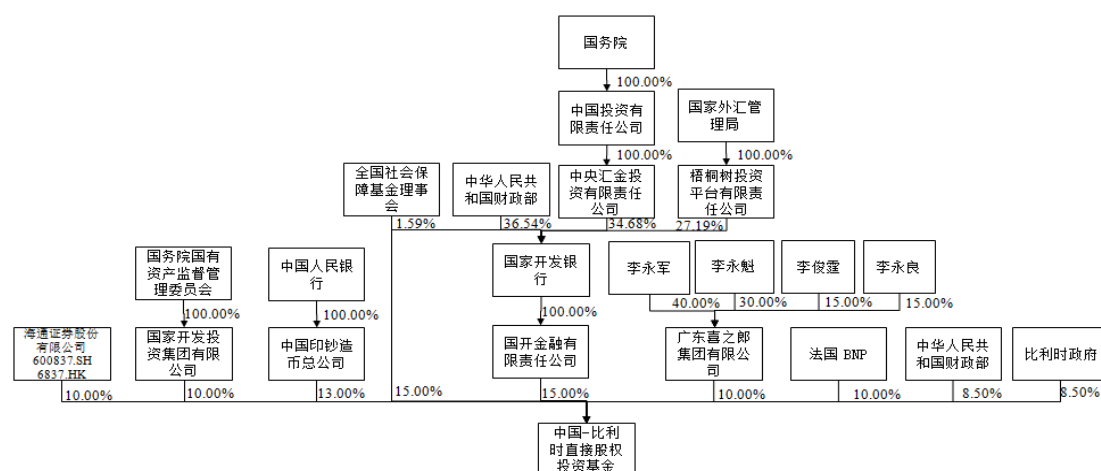 国务院
100.00%
中国投资有
限责任公司
国家外汇管
理局
100.00%
100.00%
全国社会保
障基金理事
会
中华人民共
和国财政部
中央汇金投
资有限责任
公司
梧桐树投资
平台有限责
任公司
1.59%
36.54%
34.68%
27.19%
国务院国有
资产监督管
理委员会
中国人民银
行
国家开发银
行
李永军
李永魁
李俊霆
李永良
100.00%
100.00%
100.00%
40.00%
30.00%
15.00%
15.00%
海通证券股份
有限公司
600837.SH
6837.HK
国家开发投
资集团有限
公司
中国印钞造
币总公司
国开金融有
限责任公司
广东喜之郎
集团有限公
司
法国 BNP
中华人民共
和国财政部
比利时政府
10.00%
10.00%
13.00%
15.00%
15.00%
10.00%
10.00%
8.50%
8.50%
中国-比利
时直接股权
投资基金